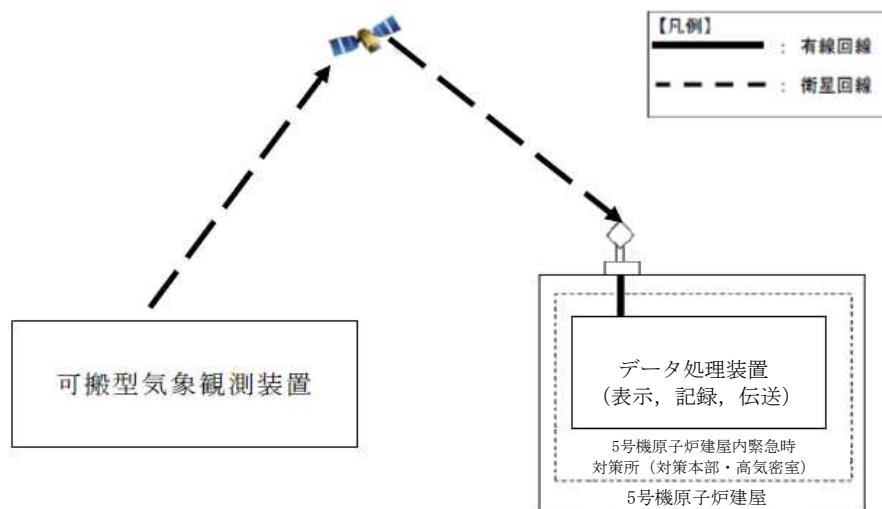 【凡例】
： 有線回線
： 衛星回線
可搬型気象観測装置
データ処理装置
（表示，記録，伝送）
5号機原子炉建屋内緊急時
対策所（対策本部・高気密室）
5号機原子炉建屋